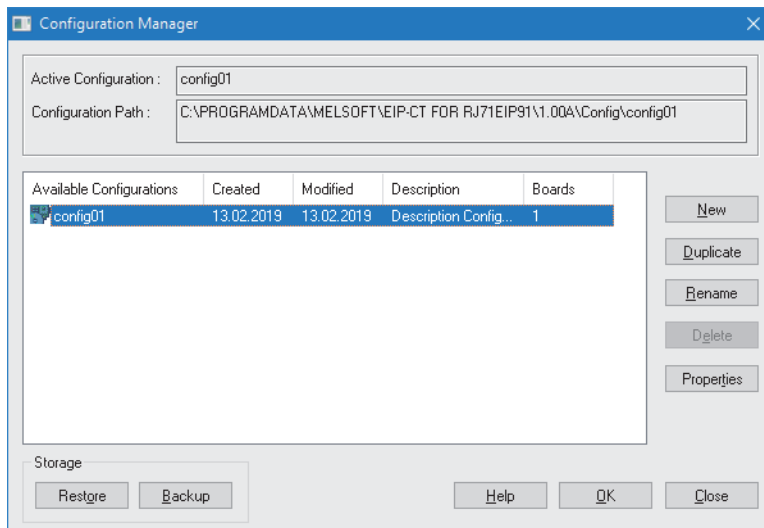 Configuration Manager
Active Configuration : config01
Configuration Path : C:\PROGRAMDATA\MELSOFT\EIP-CT FOR RJ71EIP91\1.00A\Config\config01
Available Configurations Created Modified Description Boards
config01 13.02.2019 13.02.2019 Description Config... 1
New
Duplicate
Rename
Delete
Properties
Storage
Restore Backup Help OK Close